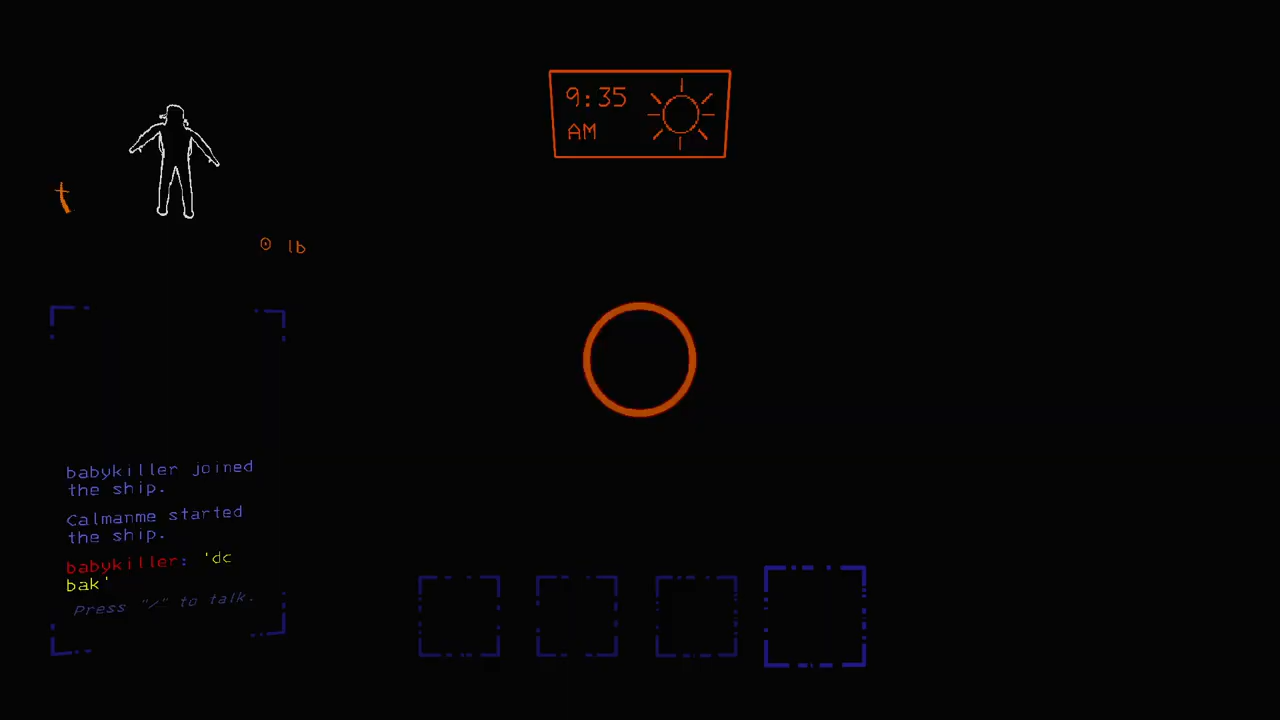 9:35
AM
0 lb
babykiller joined
the ship.
Calmanme started
the ship.
babykiller: 'dc
bak'
Press "/" to talk.